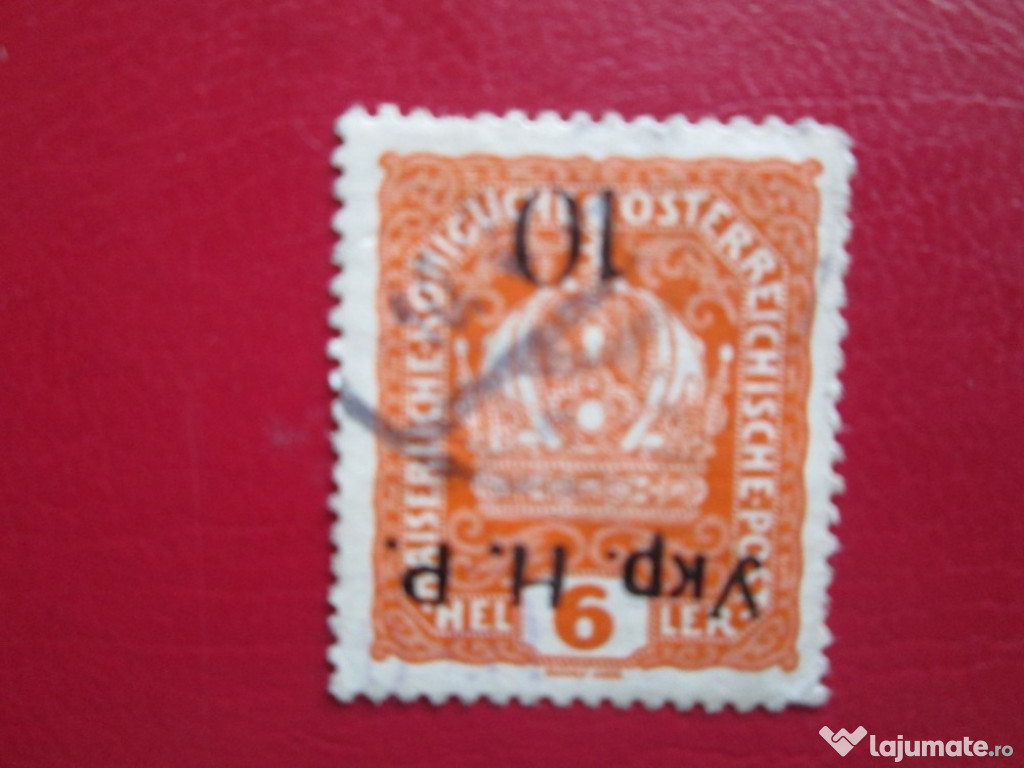 KAISERLICHE·KÖNIGLICHE·ÖSTERREICHISCHE·POST
10
Укр. Н. Р.
HEL 6 LER
lajumate.ro